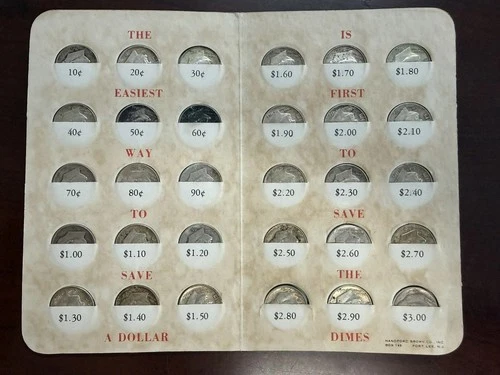 THE
10¢ 20¢ 30¢
EASIEST
40¢ 50¢ 60¢
WAY
70¢ 80¢ 90¢
TO
$1.00 $1.10 $1.20
SAVE
$1.30 $1.40 $1.50
A DOLLAR
IS
$1.60 $1.70 $1.80
FIRST
$1.90 $2.00 $2.10
TO
$2.20 $2.30 $2.40
SAVE
$2.50 $2.60 $2.70
THE
$2.80 $2.90 $3.00
DIMES